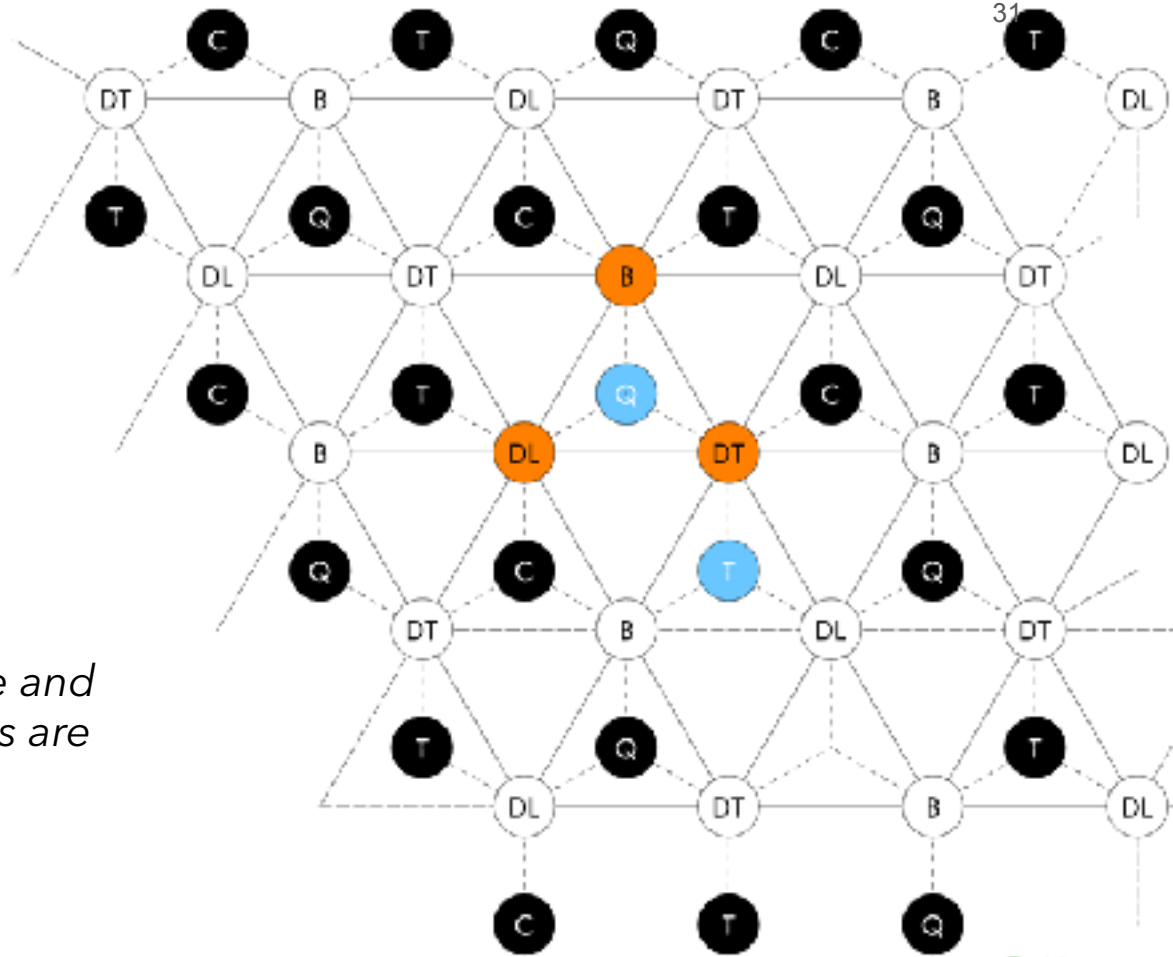 31
C T Q C T
DT B DL DT B DL
T Q C T Q
DL DT B DL DT
C T Q C T
B DL DT B DL
Q C T Q
DT B DL DT
e and
T Q T
s are
DL DT B DL
C T Q